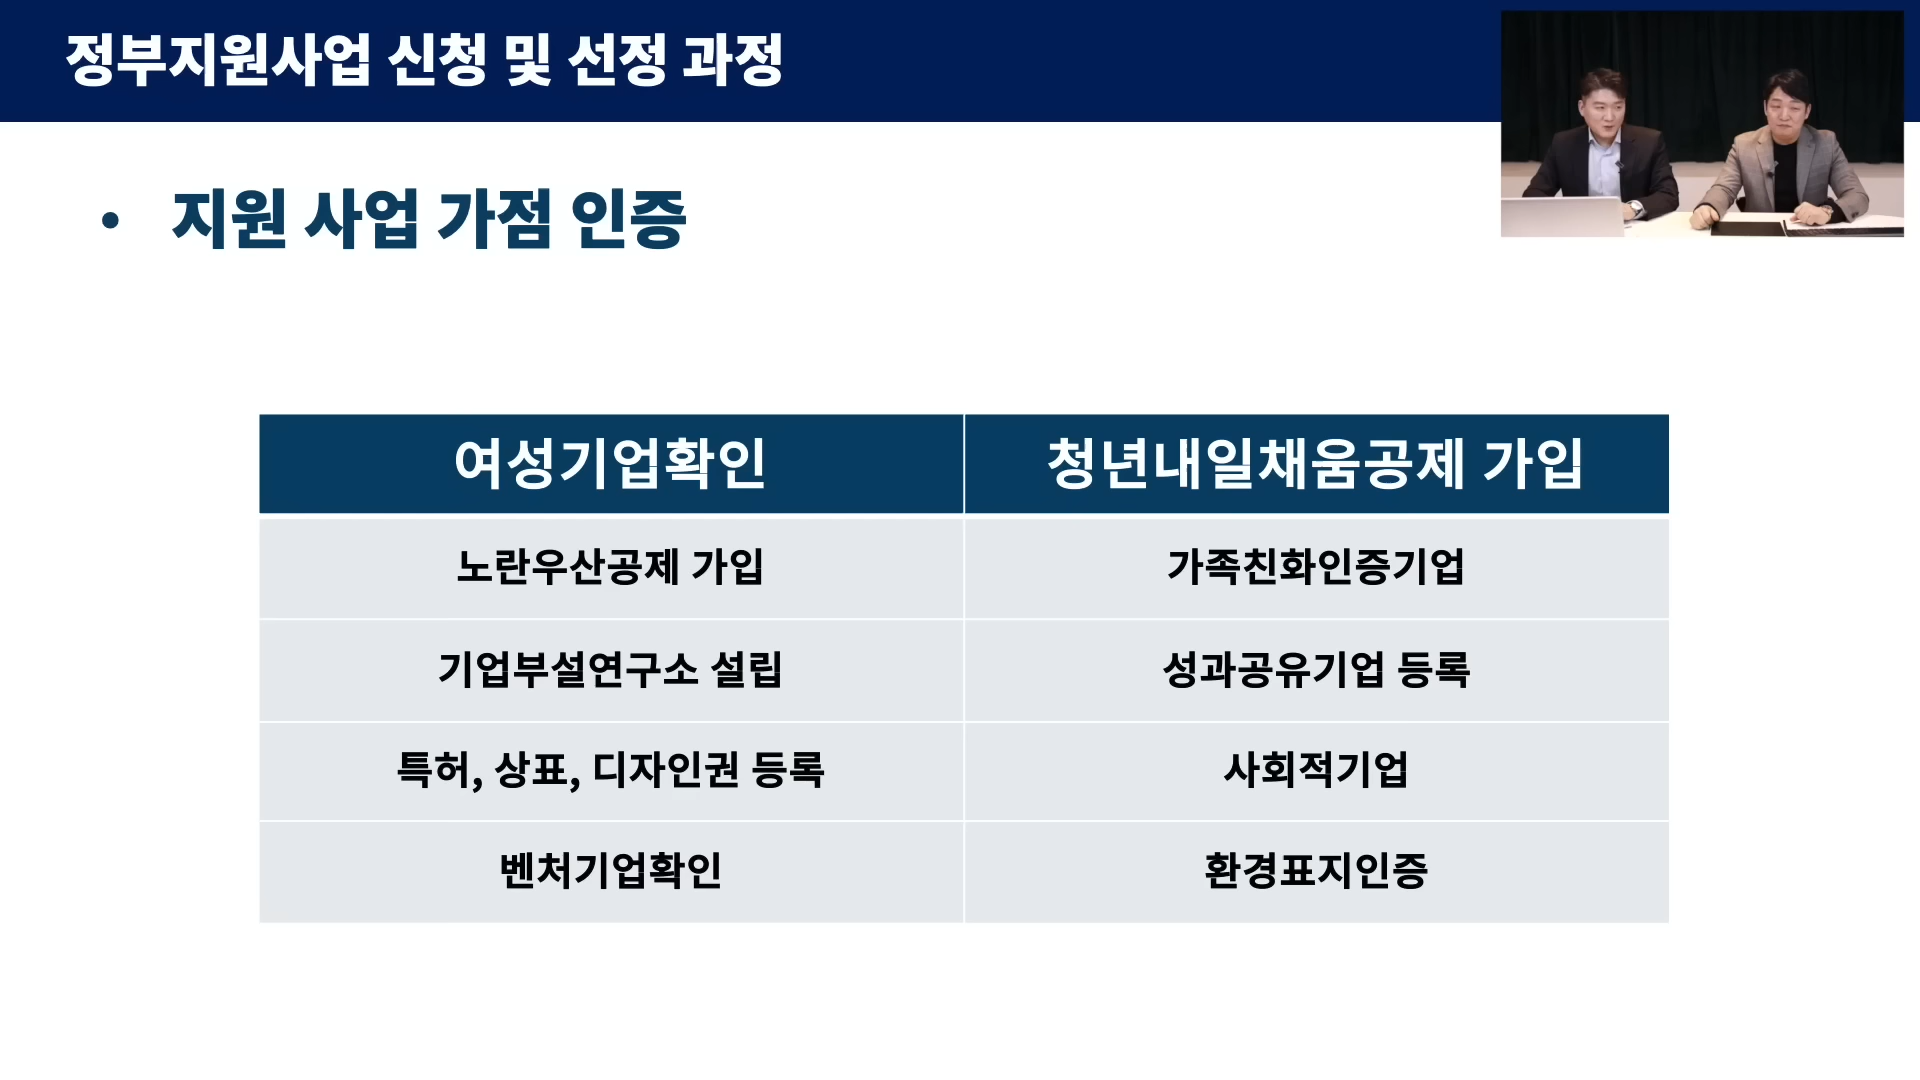 정부지원사업 신청 및 선정 과정
• 지원 사업 가점 인증
여성기업확인 청년내일채움공제 가입
노란우산공제 가입 가족친화인증기업
기업부설연구소 설립 성과공유기업 등록
특허, 상표, 디자인권 등록 사회적기업
벤처기업확인 환경표지인증